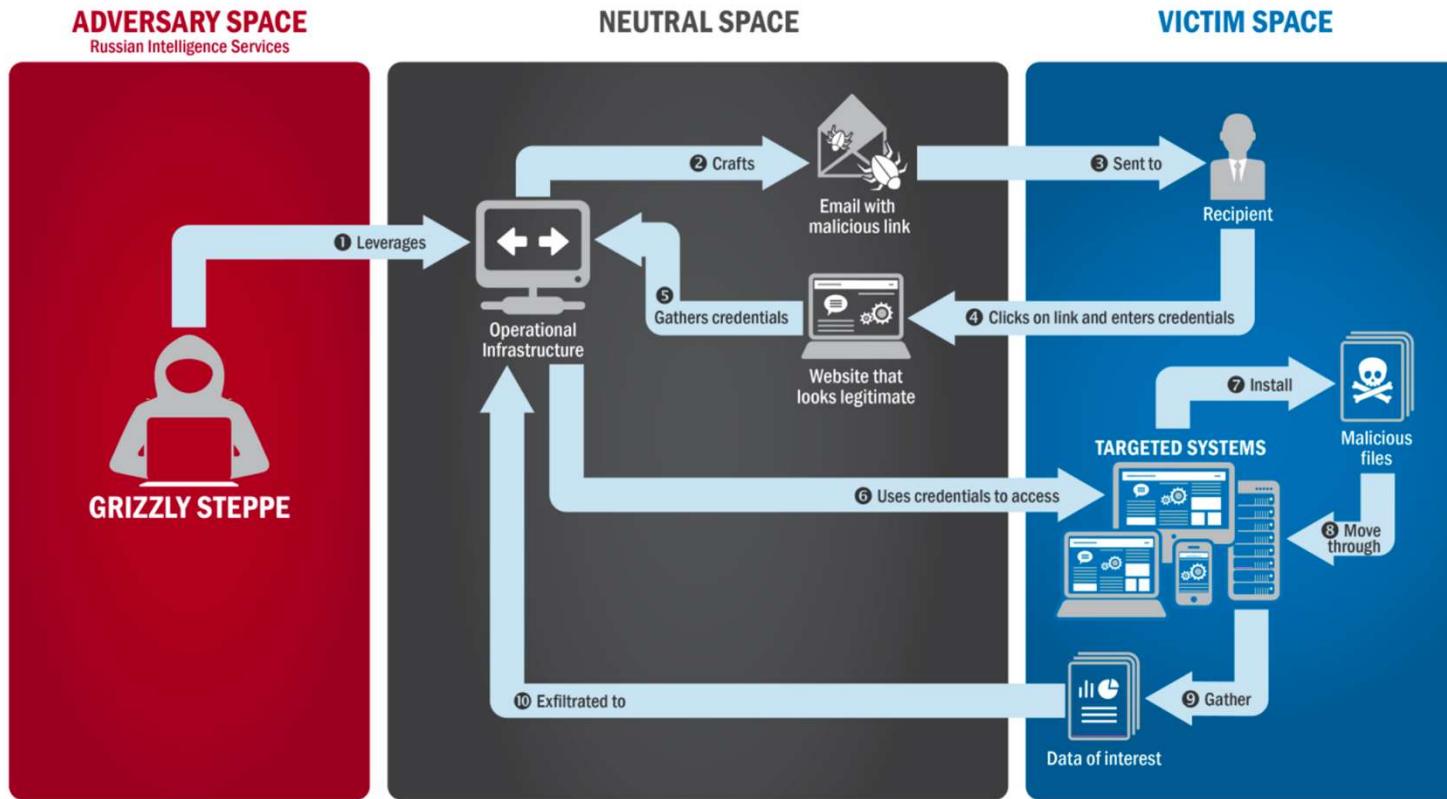 ADVERSARY SPACE
Russian Intelligence Services
NEUTRAL SPACE
VICTIM SPACE
❶ Leverages
GRIZZLY STEPPE
Operational
Infrastructure
❷ Crafts
Email with
malicious link
❸ Sent to
Recipient
❹ Clicks on link and enters credentials
Website that
looks legitimate
❺
Gathers credentials
❻ Uses credentials to access
TARGETED SYSTEMS
❼ Install
Malicious
files
❽ Move
through
❾ Gather
Data of interest
❿ Exfiltrated to